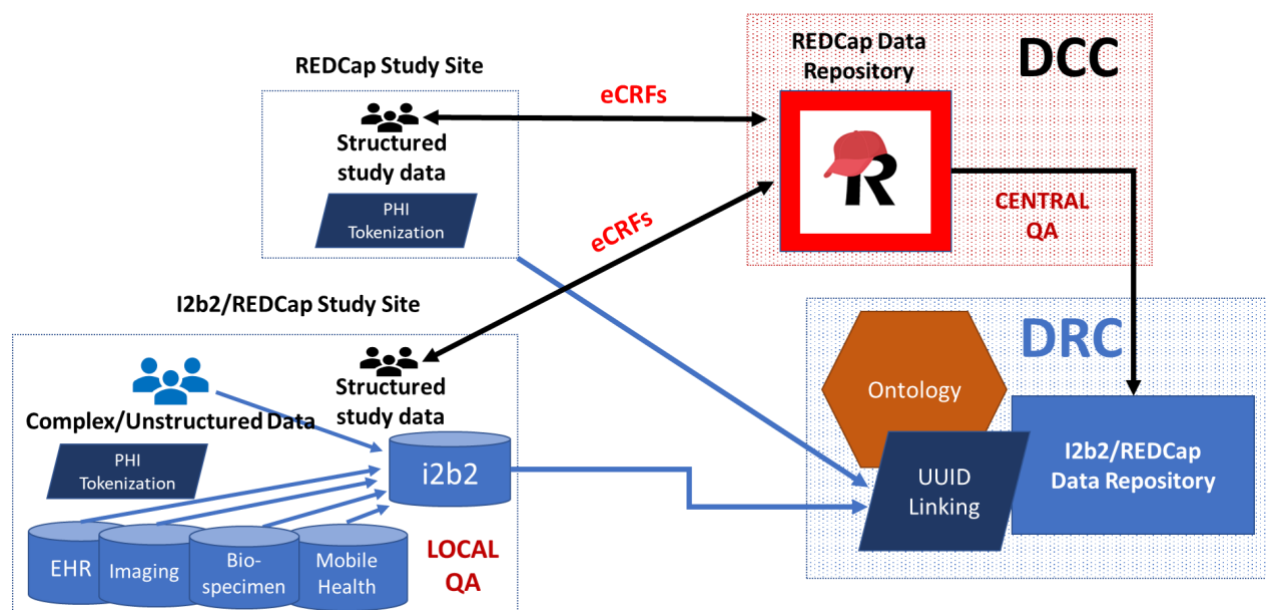 REDCap Study Site
Structured
study data
PHI
Tokenization
eCRFs
eCRFs
REDCap Data
Repository
DCC
R
CENTRAL
QA
I2b2/REDCap Study Site
Complex/Unstructured Data
PHI
Tokenization
Structured
study data
i2b2
EHR
Imaging
Bio-
specimen
Mobile
Health
LOCAL
QA
DRC
Ontology
UUID
Linking
I2b2/REDCap
Data Repository